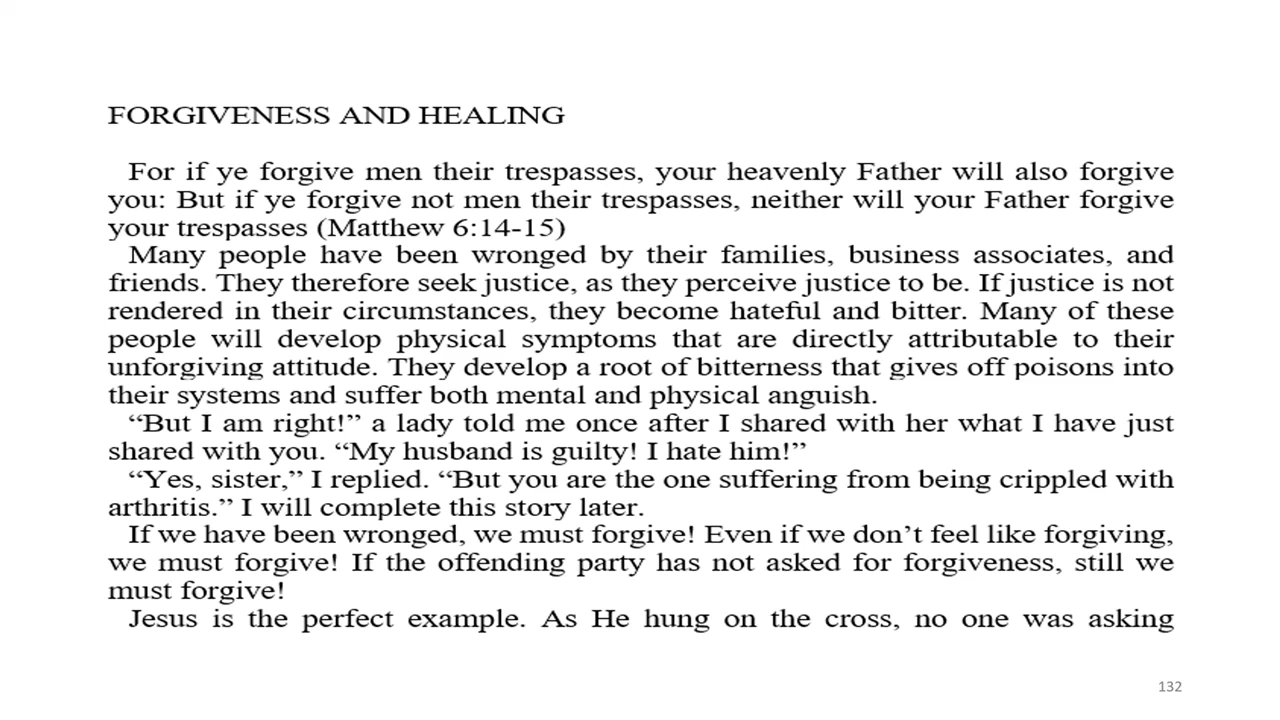 FORGIVENESS AND HEALING
For if ye forgive men their trespasses, your heavenly Father will also forgive
you: But if ye forgive not men their trespasses, neither will your Father forgive
your trespasses (Matthew 6:14-15)
Many people have been wronged by their families, business associates, and
friends. They therefore seek justice, as they perceive justice to be. If justice is not
rendered in their circumstances, they become hateful and bitter. Many of these
people will develop physical symptoms that are directly attributable to their
unforgiving attitude. They develop a root of bitterness that gives off poisons into
their systems and suffer both mental and physical anguish.
“But I am right!” a lady told me once after I shared with her what I have just
shared with you. “My husband is guilty! I hate him!”
“Yes, sister,” I replied. “But you are the one suffering from being crippled with
arthritis.” I will complete this story later.
If we have been wronged, we must forgive! Even if we don’t feel like forgiving,
we must forgive! If the offending party has not asked for forgiveness, still we
must forgive!
Jesus is the perfect example. As He hung on the cross, no one was asking
132